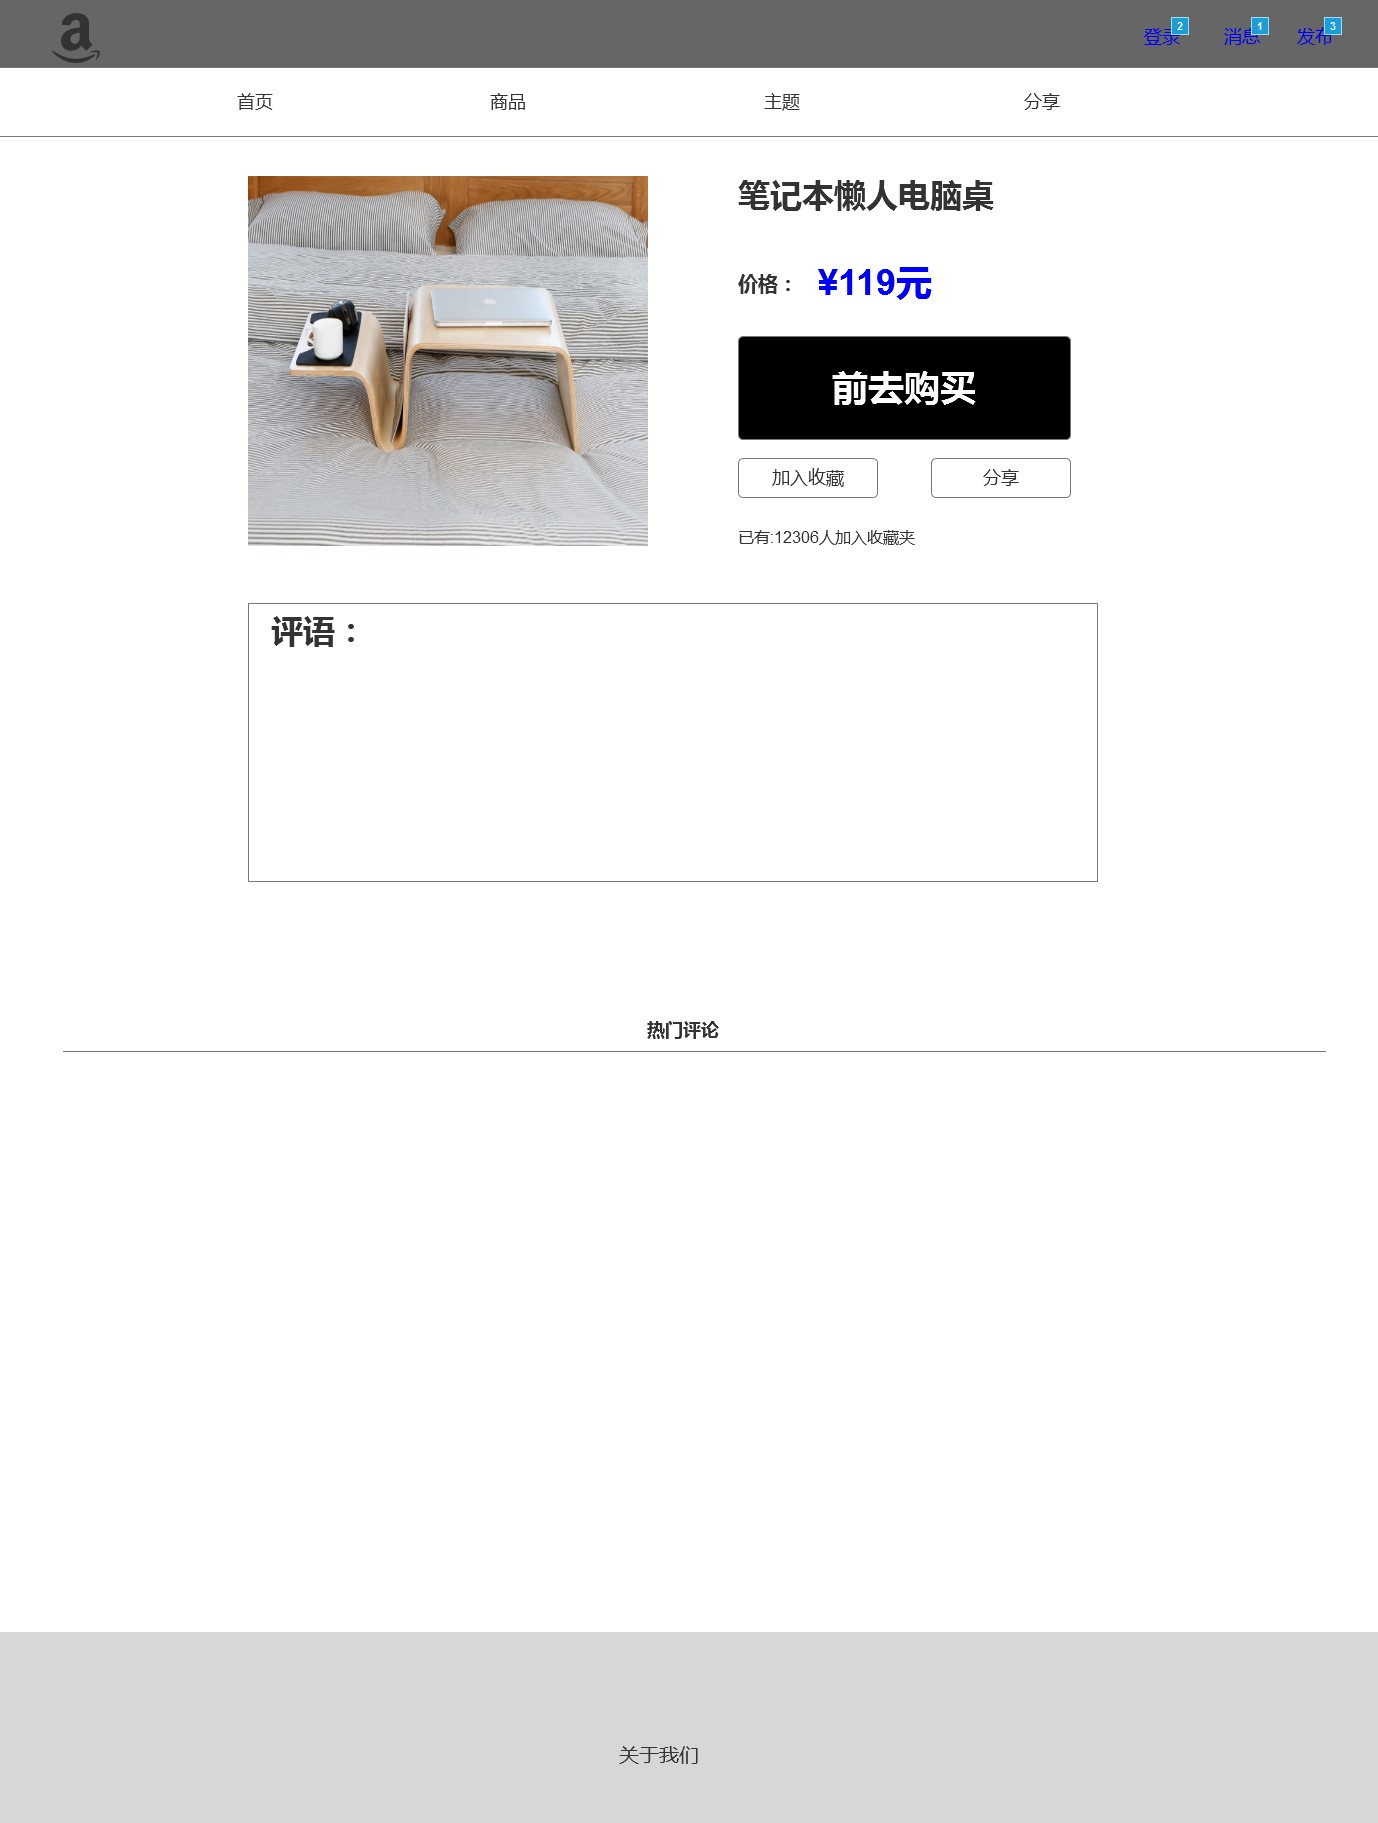 a
登录 2 消息 1 发布 3
首页 商品 主题 分享
笔记本懒人电脑桌
价格： ¥119元
前去购买
加入收藏 分享
已有:12306人加入收藏夹
评语：
热门评论
关于我们